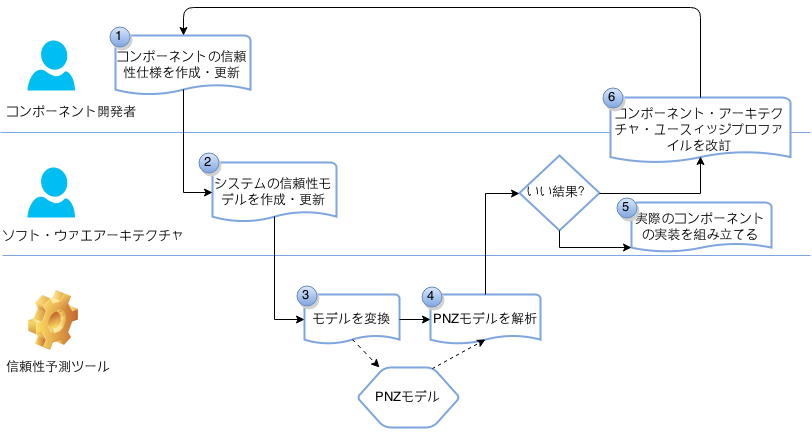 1
コンポーネントの信頼
性仕様を作成・更新
コンポーネント開発者
6
コンポーネント・アーキテク
チャ・ユースィッジプロファ
イルを改訂
2
システムの信頼性モ
デルを作成・更新
いい結果?
5
実際のコンポーネント
の実装を組み立てる
ソフト・ウァエアーキテクチャ
3
モデルを変換
4
PNZモデルを解析
信頼性予測ツール
PNZモデル